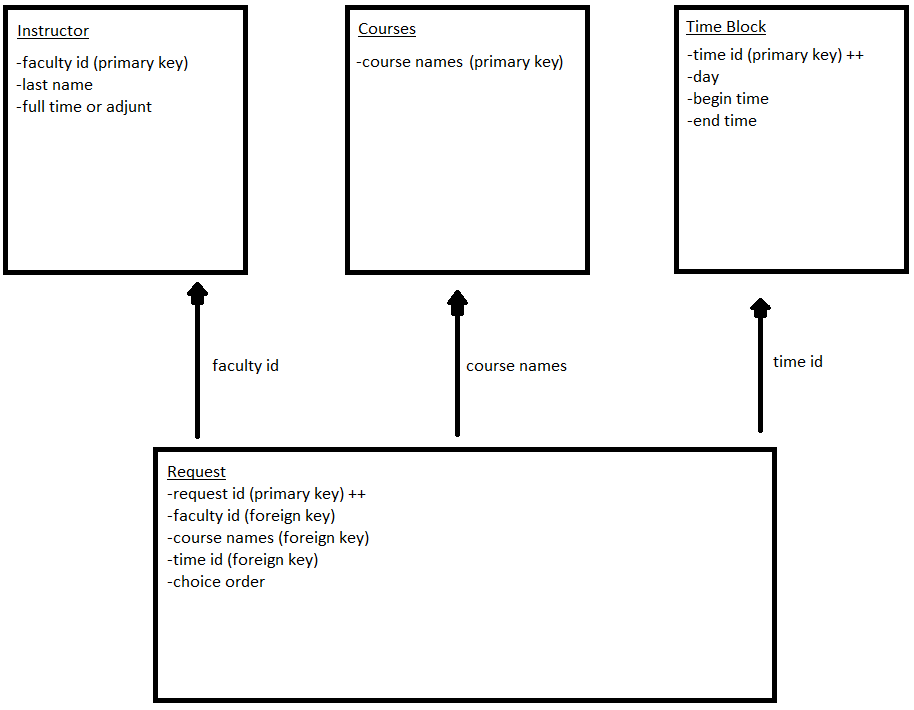 Instructor
-faculty id (primary key)
-last name
-full time or adjunt
Courses
-course names (primary key)
Time Block
-time id (primary key) ++
-day
-begin time
-end time
faculty id
course names
time id
Request
-request id (primary key) ++
-faculty id (foreign key)
-course names (foreign key)
-time id (foreign key)
-choice order